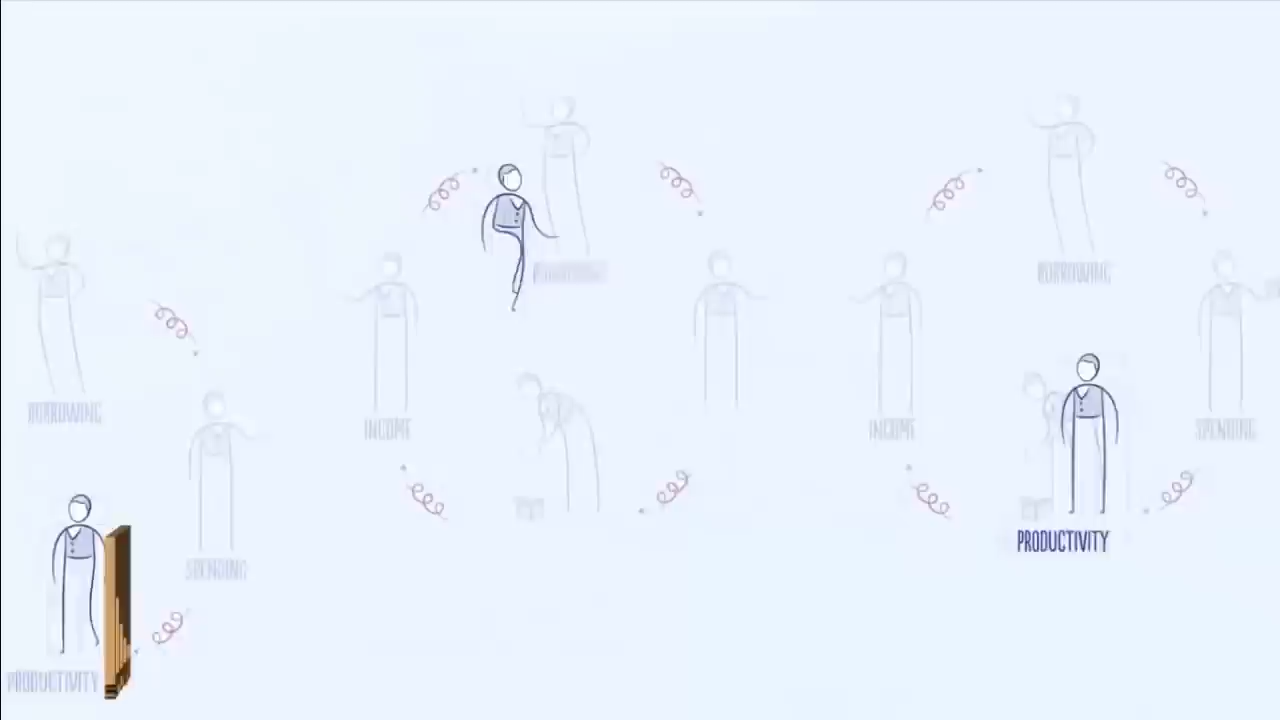 BORROWING
SPENDING
PRODUCTIVITY
BORROWING
INCOME
BORROWING
INCOME
SPENDING
PRODUCTIVITY